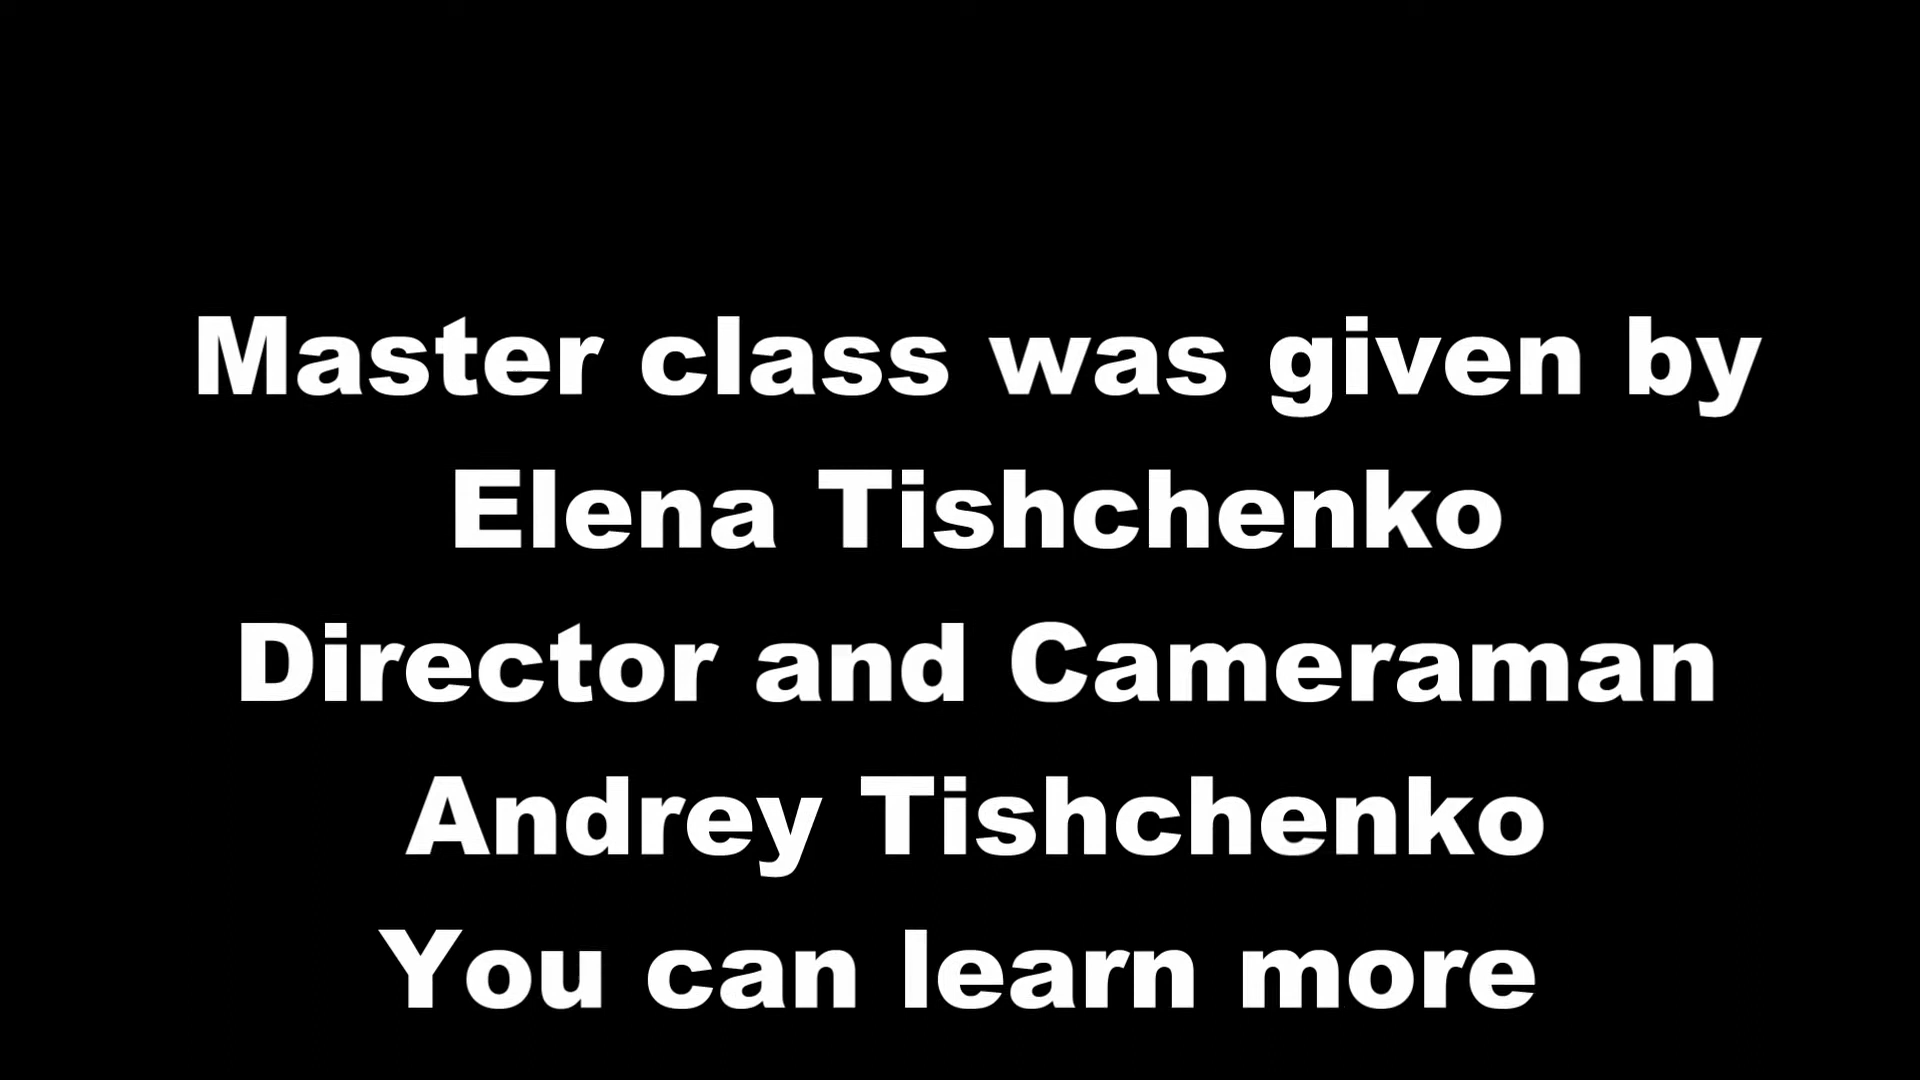 Master class was given by
Elena Tishchenko
Director and Cameraman
Andrey Tishchenko
You can learn more